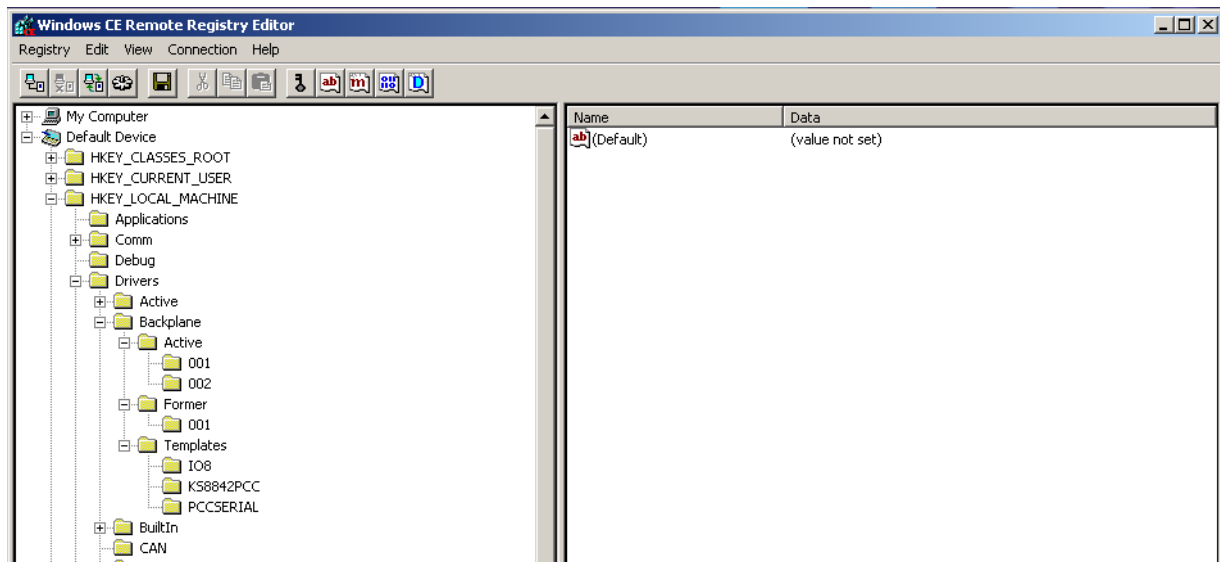 Windows CE Remote Registry Editor
Registry Edit View Connection Help
My Computer
Default Device
HKEY_CLASSES_ROOT
HKEY_CURRENT_USER
HKEY_LOCAL_MACHINE
Applications
Comm
Debug
Drivers
Active
Backplane
Active
001
002
Former
001
Templates
IO8
KS8842PCC
PCCSERIAL
BuiltIn
CAN
Name Data
ab (Default) (value not set)